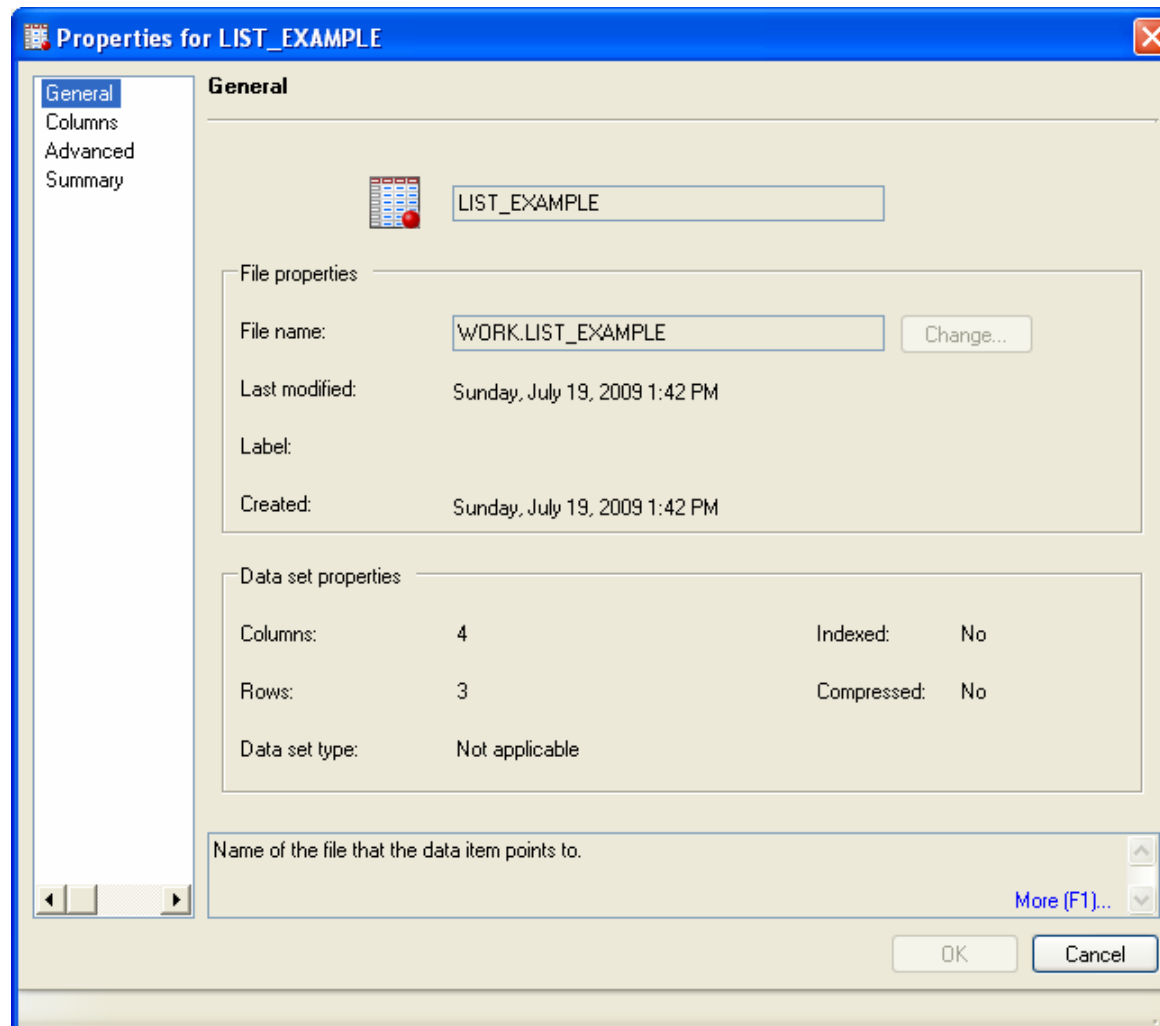 Properties for LIST_EXAMPLE
General
Columns
Advanced
Summary
General
LIST_EXAMPLE
File properties
File name: WORK.LIST_EXAMPLE Change...
Last modified: Sunday, July 19, 2009 1:42 PM
Label:
Created: Sunday, July 19, 2009 1:42 PM
Data set properties
Columns: 4 Indexed: No
Rows: 3 Compressed: No
Data set type: Not applicable
Name of the file that the data item points to.
More (F1)...
OK Cancel